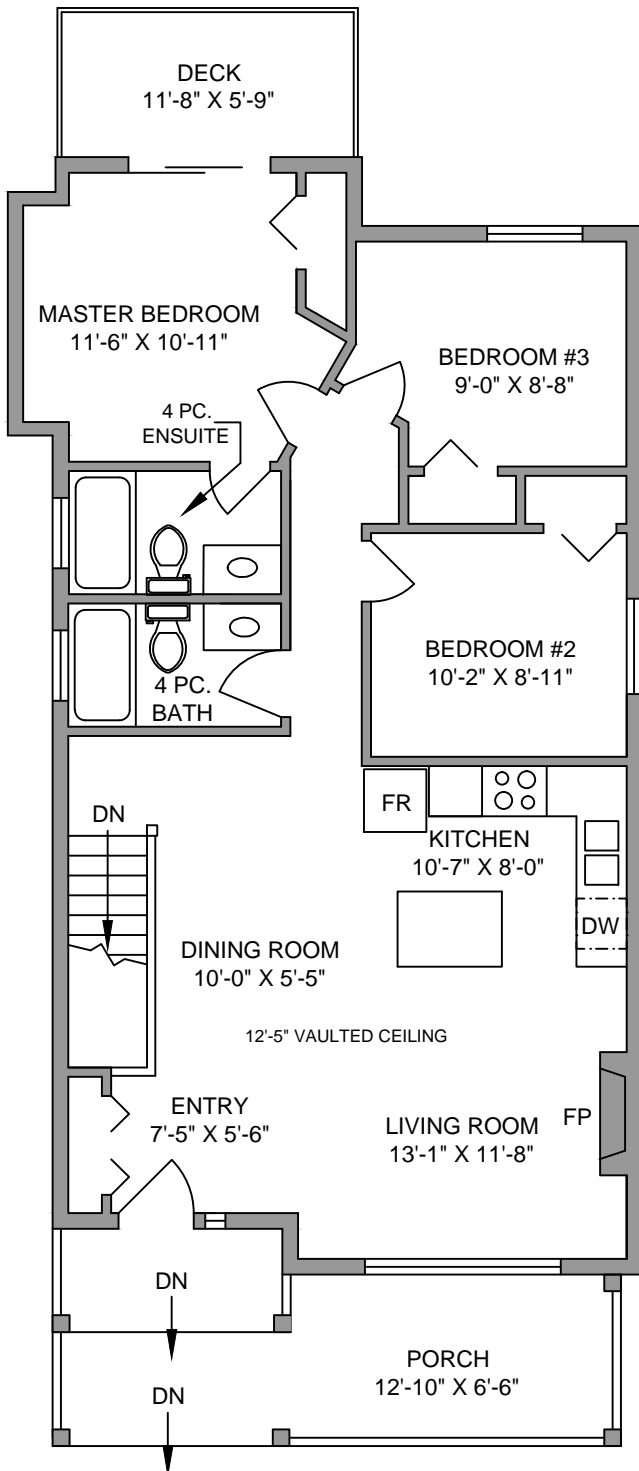 DECK
11'-8" X 5'-9"
MASTER BEDROOM
11'-6" X 10'-11"
BEDROOM #3
9'-0" X 8'-8"
4 PC.
ENSUITE
BEDROOM #2
10'-2" X 8'-11"
4 PC.
BATH
DN
FR
KITCHEN
10'-7" X 8'-0"
DW
DINING ROOM
10'-0" X 5'-5"
12'-5" VAULTED CEILING
ENTRY
7'-5" X 5'-6"
LIVING ROOM
13'-1" X 11'-8"
FP
DN
PORCH
12'-10" X 6'-6"
DN